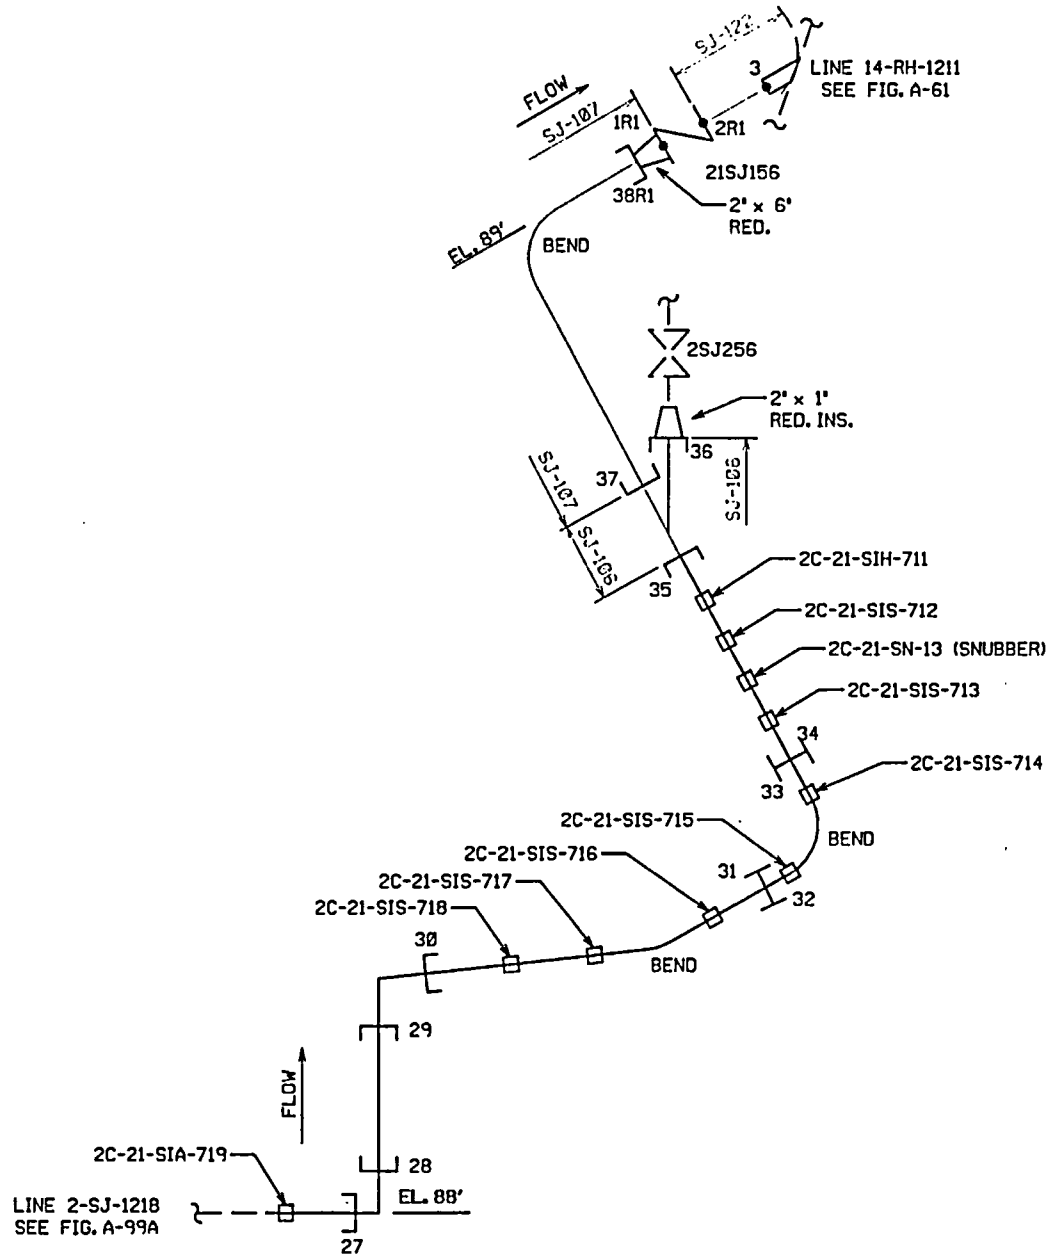 SJ-122
3
LINE 14-RH-1211
SEE FIG. A-61
FLOW
SJ-107
1R1
2R1
21SJ156
38R1
2" x 6"
RED.
EL. 89'
BEND
2SJ256
2" x 1"
RED. INS.
36
SJ-106
37
SJ-107
SJ-106
35
2C-21-SIH-711
2C-21-SIS-712
2C-21-SN-13 (SNUBBER)
2C-21-SIS-713
34
33
2C-21-SIS-714
2C-21-SIS-715
BEND
2C-21-SIS-716
31
2C-21-SIS-717
32
2C-21-SIS-718
30
BEND
29
FLOW
2C-21-SIA-719
28
EL. 88'
LINE 2-SJ-1218
SEE FIG. A-99A
27